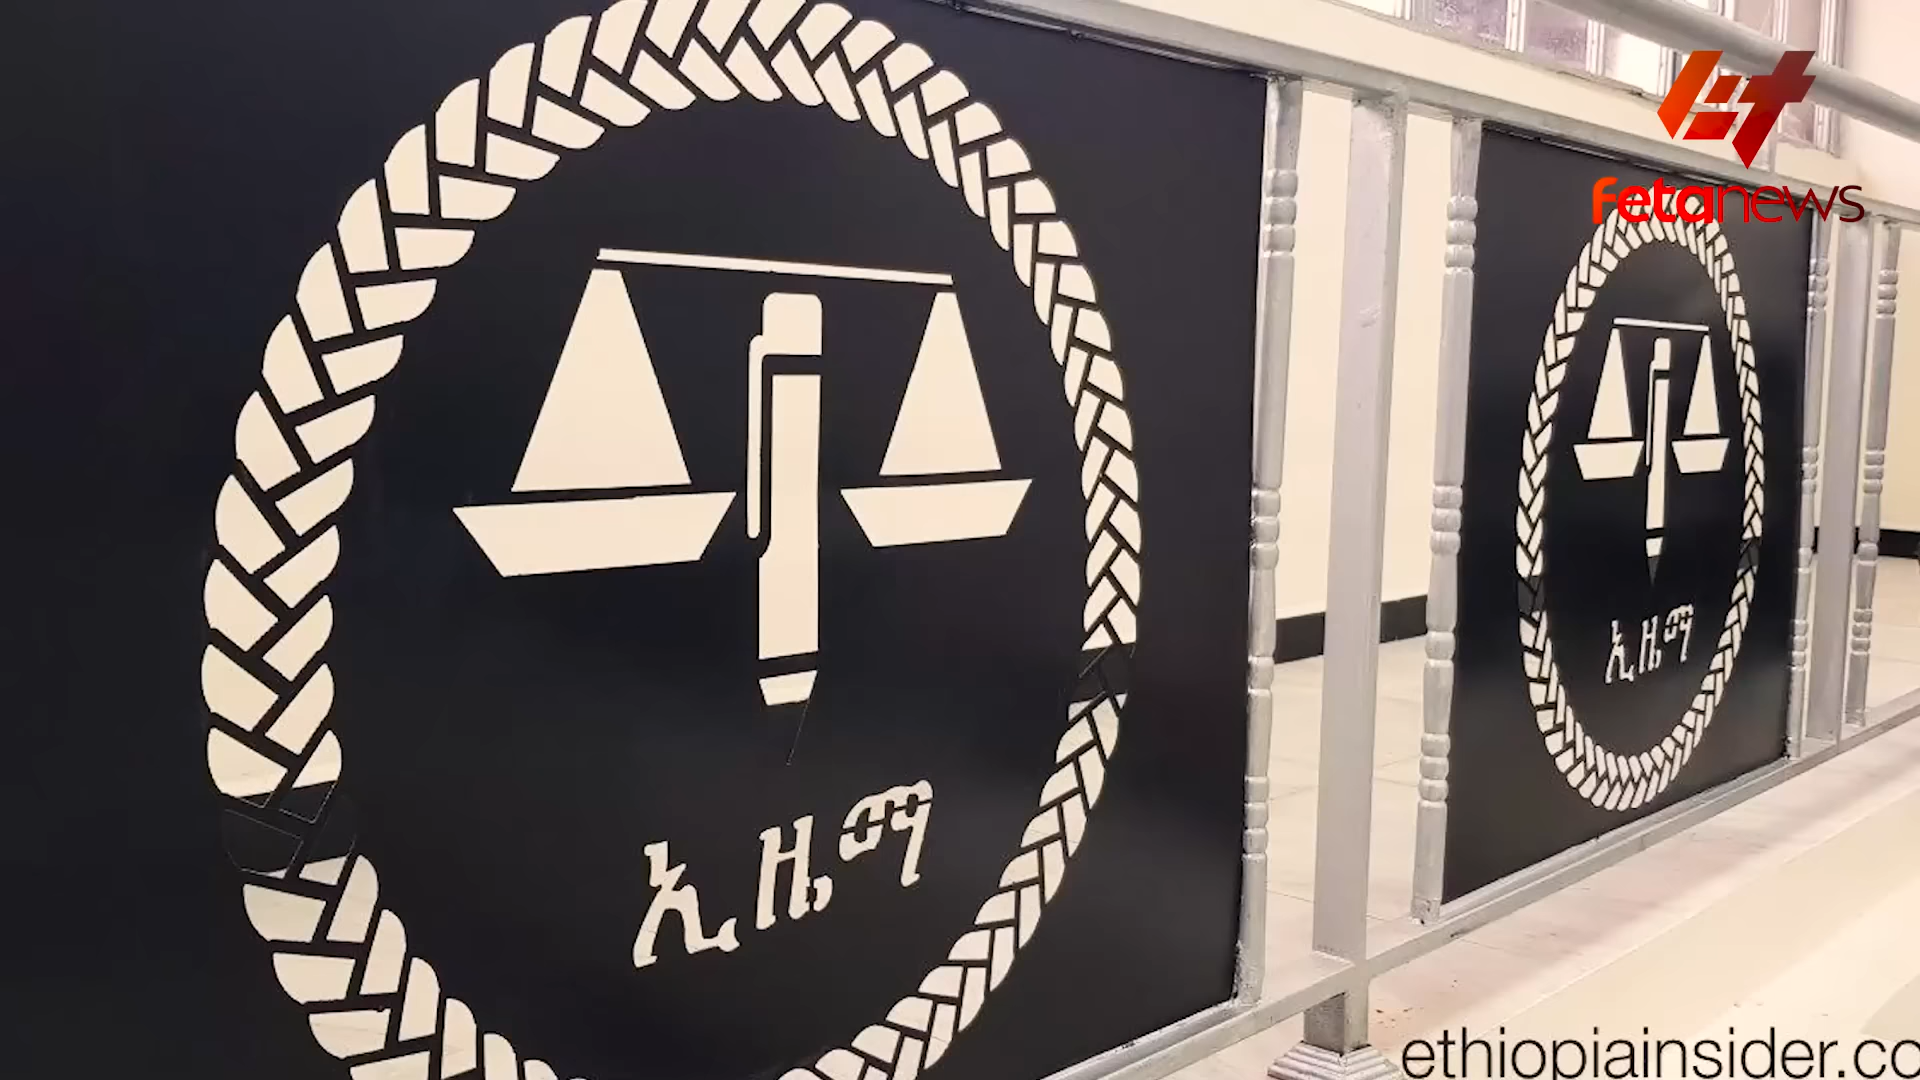 fetanews
ኢዜማ
ኢዜማ
ethiopiainsider.co